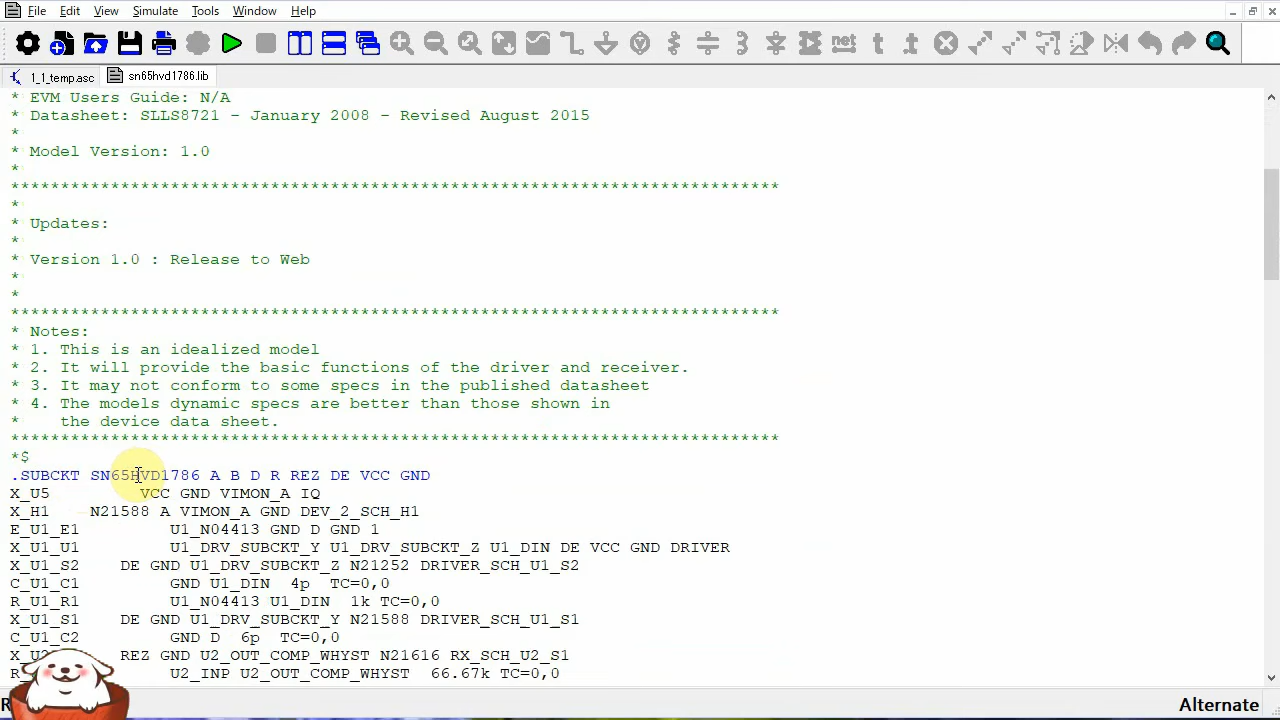 File Edit View Simulate Tools Window Help
net
1_1_temp.asc sn65hvd1786.lib
* EVM Users Guide: N/A
* Datasheet: SLLS8721 - January 2008 - Revised August 2015
*
* Model Version: 1.0
*
*****************************************************************************
*
* Updates:
*
* Version 1.0 : Release to Web
*
*
*****************************************************************************
* Notes:
* 1. This is an idealized model
* 2. It will provide the basic functions of the driver and receiver.
* 3. It may not conform to some specs in the published datasheet
* 4. The models dynamic specs are better than those shown in
* the device data sheet.
*****************************************************************************
*$
.SUBCKT SN65HVD1786 A B D R REZ DE VCC GND
X_U5 VCC GND VIMON_A IQ
X_H1 N21588 A VIMON_A GND DEV_2_SCH_H1
E_U1_E1 U1_N04413 GND D GND 1
X_U1_U1 U1_DRV_SUBCKT_Y U1_DRV_SUBCKT_Z U1_DIN DE VCC GND DRIVER
X_U1_S2 DE GND U1_DRV_SUBCKT_Z N21252 DRIVER_SCH_U1_S2
C_U1_C1 GND U1_DIN 4p TC=0,0
R_U1_R1 U1_N04413 U1_DIN 1k TC=0,0
X_U1_S1 DE GND U1_DRV_SUBCKT_Y N21588 DRIVER_SCH_U1_S1
C_U1_C2 GND D 6p TC=0,0
REZ GND U2_OUT_COMP_WHYST N21616 RX_SCH_U2_S1
U2_INP U2_OUT_COMP_WHYST 66.67k TC=0,0
Alternate